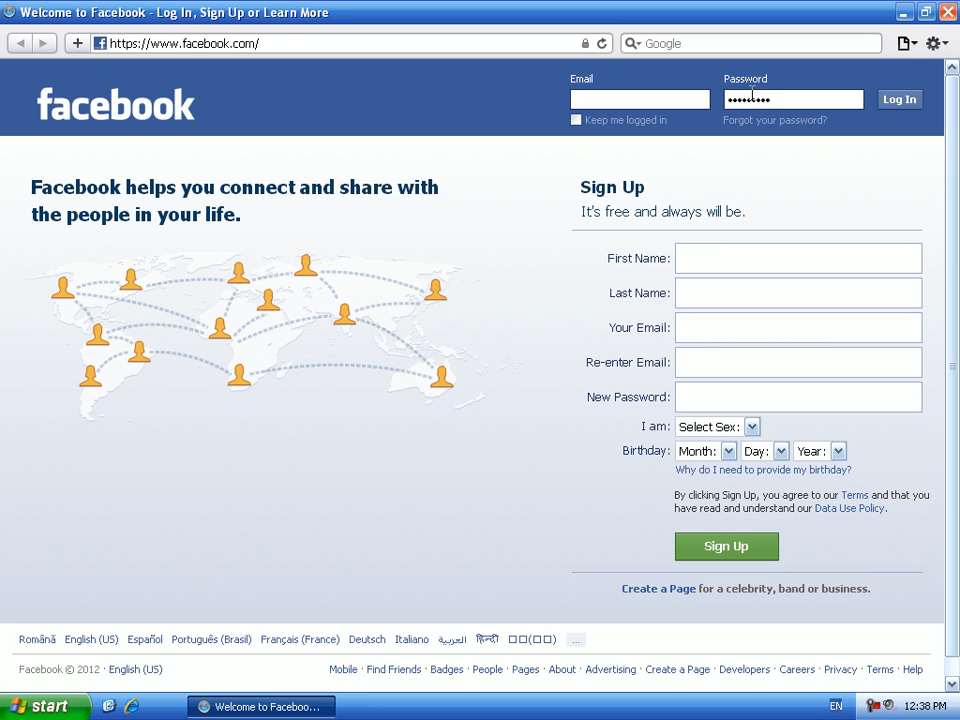 Welcome to Facebook - Log In, Sign Up or Learn More
https://www.facebook.com/
Google
facebook
Email
Password
Log In
Keep me logged in
Forgot your password?
Facebook helps you connect and share with
the people in your life.
Sign Up
It's free and always will be.
First Name:
Last Name:
Your Email:
Re-enter Email:
New Password:
I am: Select Sex:
Birthday: Month: Day: Year:
Why do I need to provide my birthday?
By clicking Sign Up, you agree to our Terms and that you
have read and understand our Data Use Policy.
Sign Up
Create a Page for a celebrity, band or business.
Română English (US) Español Português (Brasil) Français (France) Deutsch Italiano العربية हिन्दी ...
Facebook © 2012 · English (US)
Mobile · Find Friends · Badges · People · Pages · About · Advertising · Create a Page · Developers · Careers · Privacy · Terms · Help
start
Welcome to Faceboo...
EN
12:38 PM